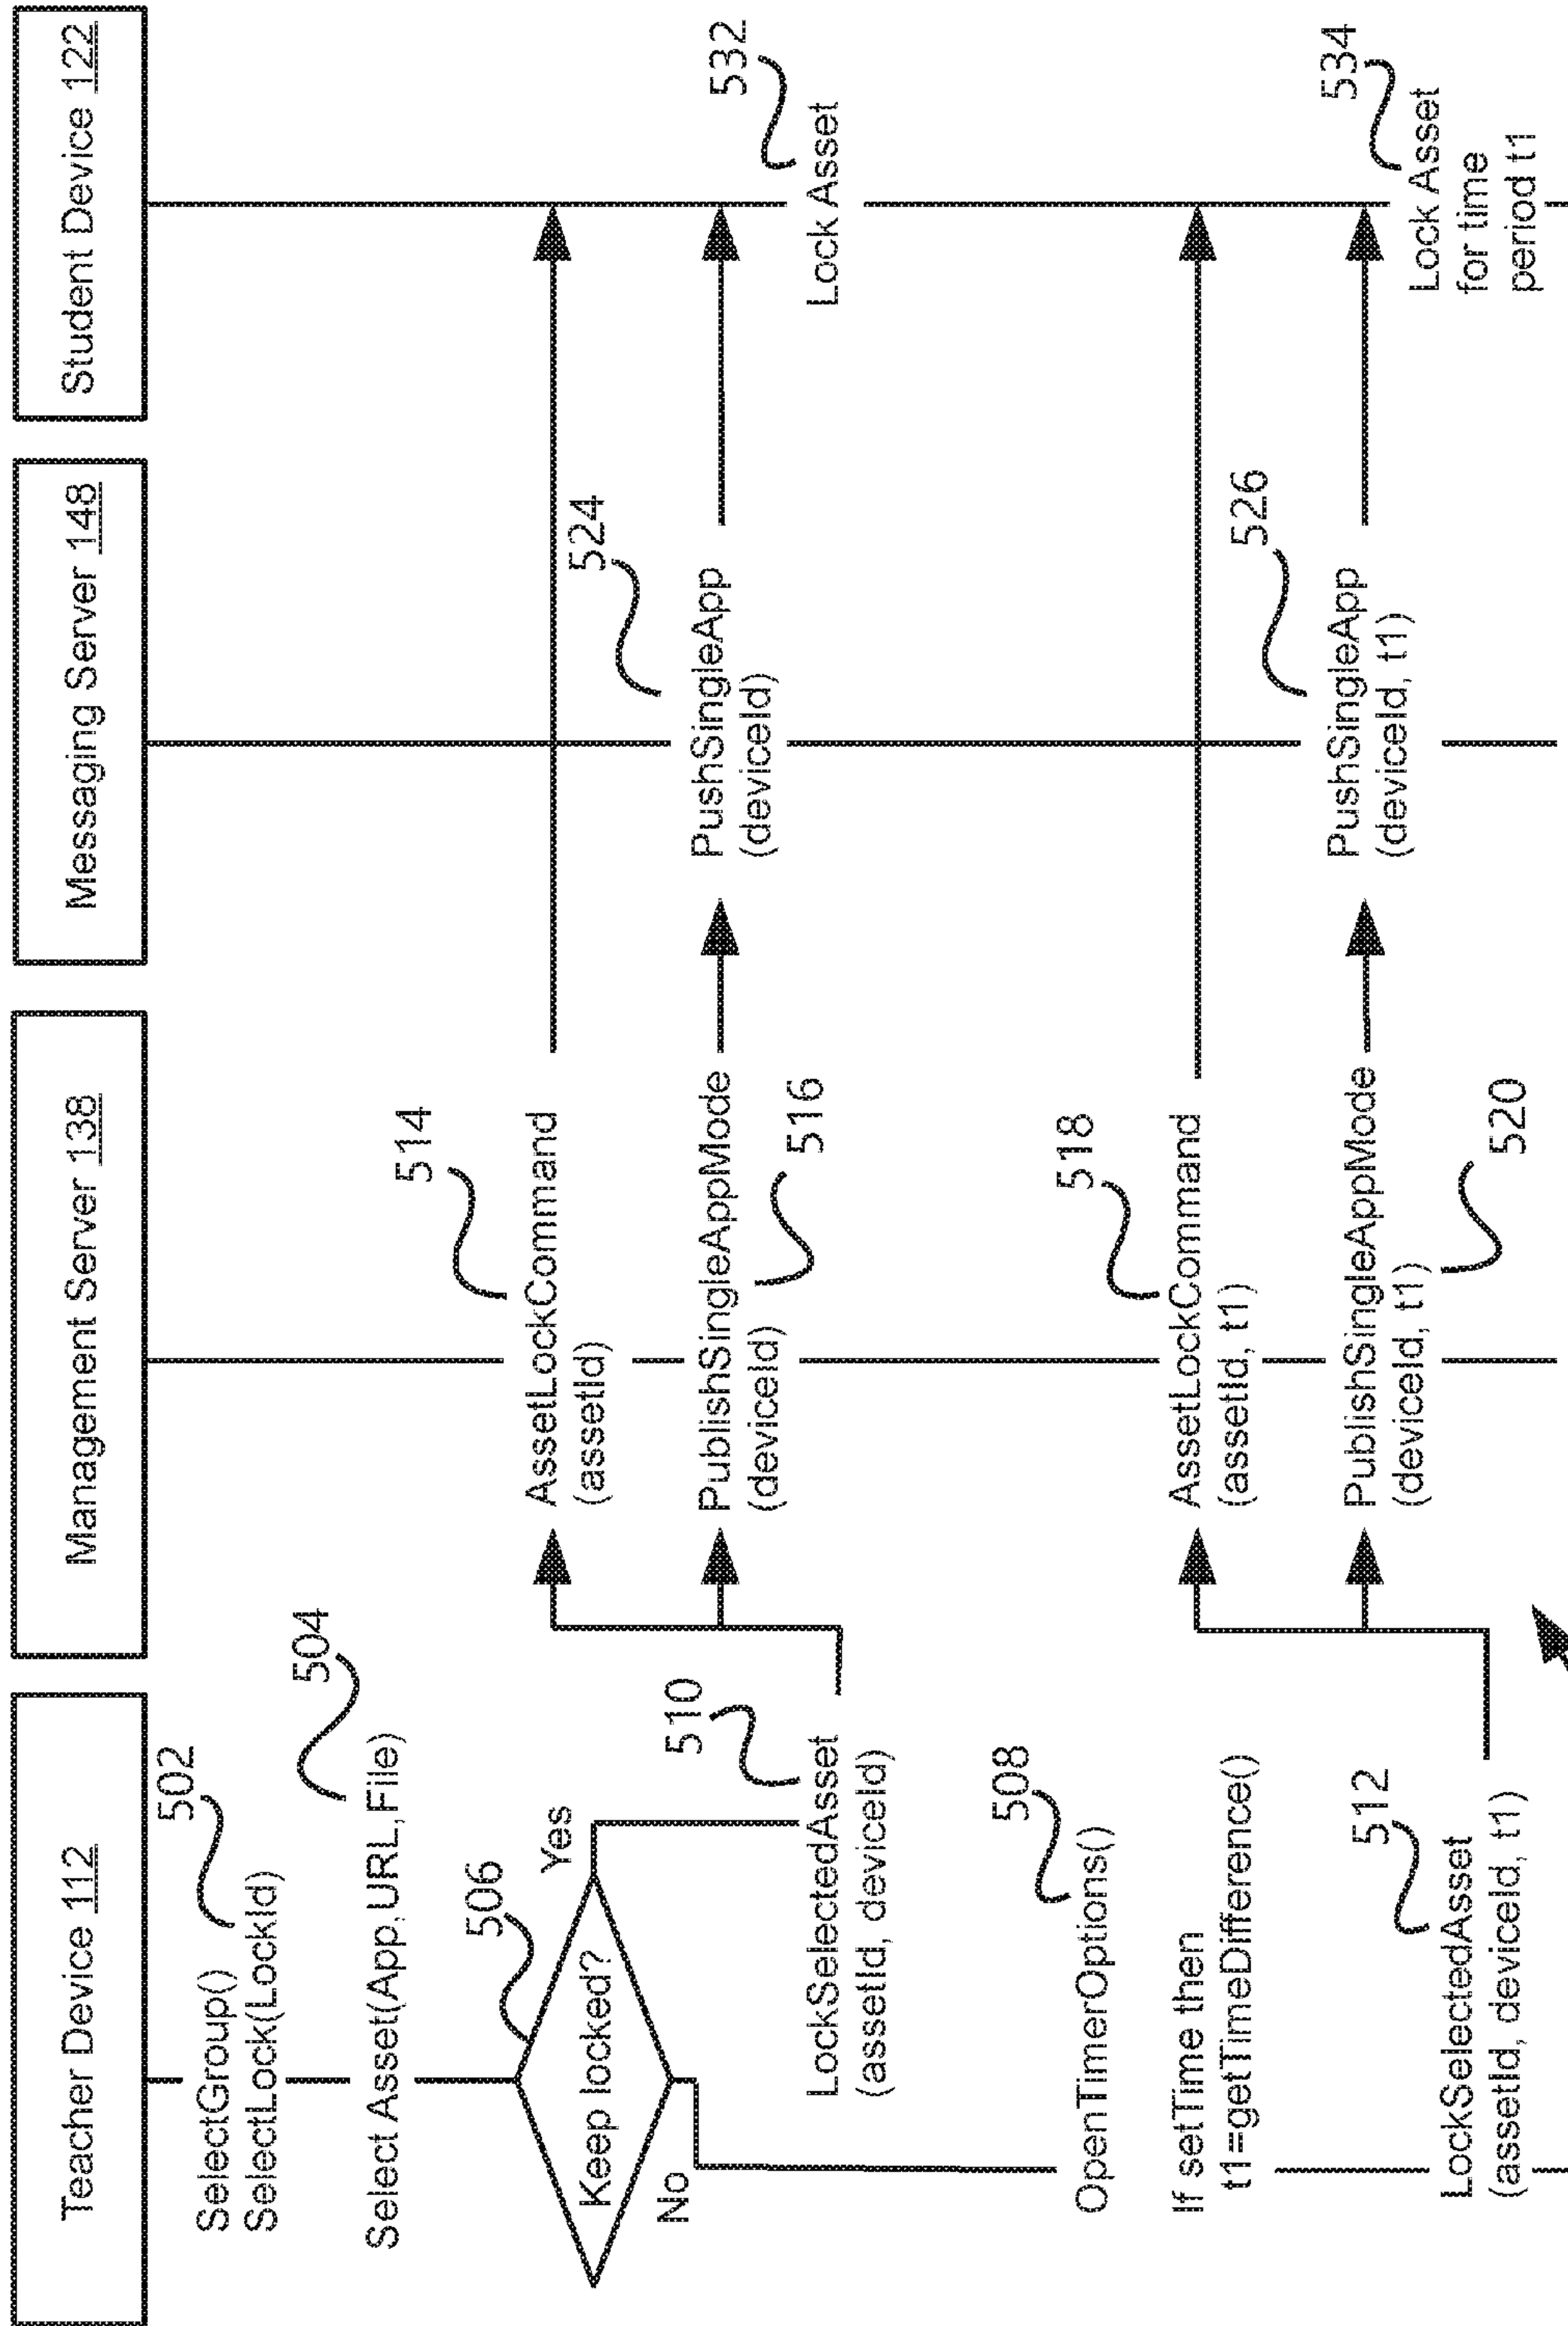 Teacher Device 112
Management Server 138
Messaging Server 148
Student Device 122
502
SelectGroup()
SelectLock(LockId)
504
Select Asset(App,URL,File)
506
Keep locked?
Yes
No
510
LockSelectedAsset
(assetId, deviceId)
514
AssetLockCommand
(assetId)
PublishSingleAppMode
(deviceId)
516
524
PushSingleApp
(deviceId)
532
Lock Asset
508
OpenTimerOptions()
If setTime then
t1=getTimeDifference()
512
LockSelectedAsset
(assetId, deviceId, t1)
518
AssetLockCommand
(assetId, t1)
PublishSingleAppMode
(deviceId, t1)
520
526
PushSingleApp
(deviceId, t1)
534
Lock Asset
for time
period t1